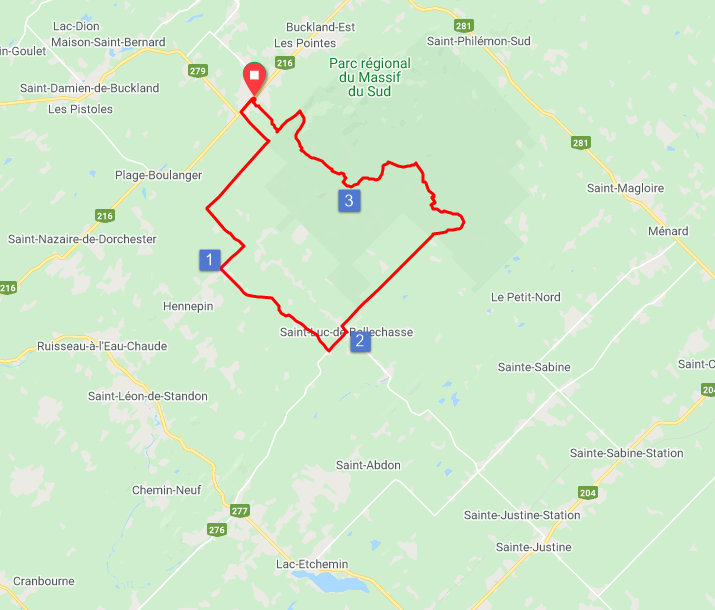 Lac-Dion
Buckland-Est
281
n-Goulet
Maison-Saint-Bernard
Les Pointes
Saint-Philémon-Sud
216
Parc régional
du Massif
du Sud
279
Saint-Damien-de-Buckland
Les Pistoles
281
Plage-Boulanger
Saint-Magloire
3
216
Ménard
Saint-Nazaire-de-Dorchester
1
216
Le Petit-Nord
Hennepin
Saint-Luc-de-Bellechasse
2
Ruisseau-à-l'Eau-Chaude
Sainte-Sabine
Saint-C
204
Saint-Léon-de-Standon
Sainte-Sabine-Station
Saint-Abdon
Chemin-Neuf
204
277
Sainte-Justine-Station
276
Sainte-Justine
Lac-Etchemin
Cranbourne